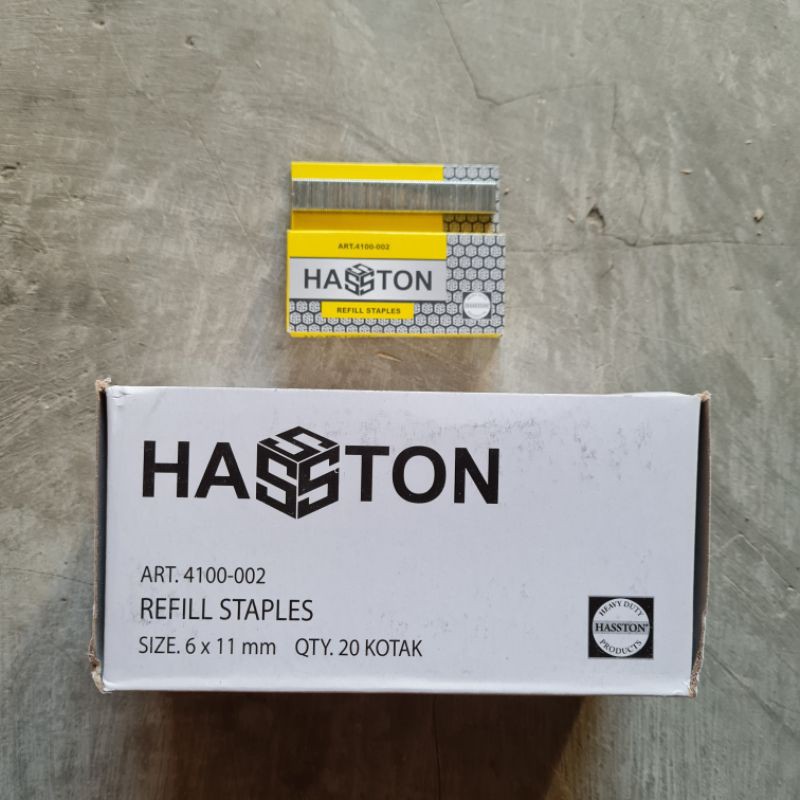 ART.4100-002
HASSTON
REFILL STAPLES
HASSTON
HASSTON
ART. 4100-002
REFILL STAPLES
SIZE. 6 x 11 mm QTY. 20 KOTAK
HEAVY DUTY
HASSTON®
PRODUCTS